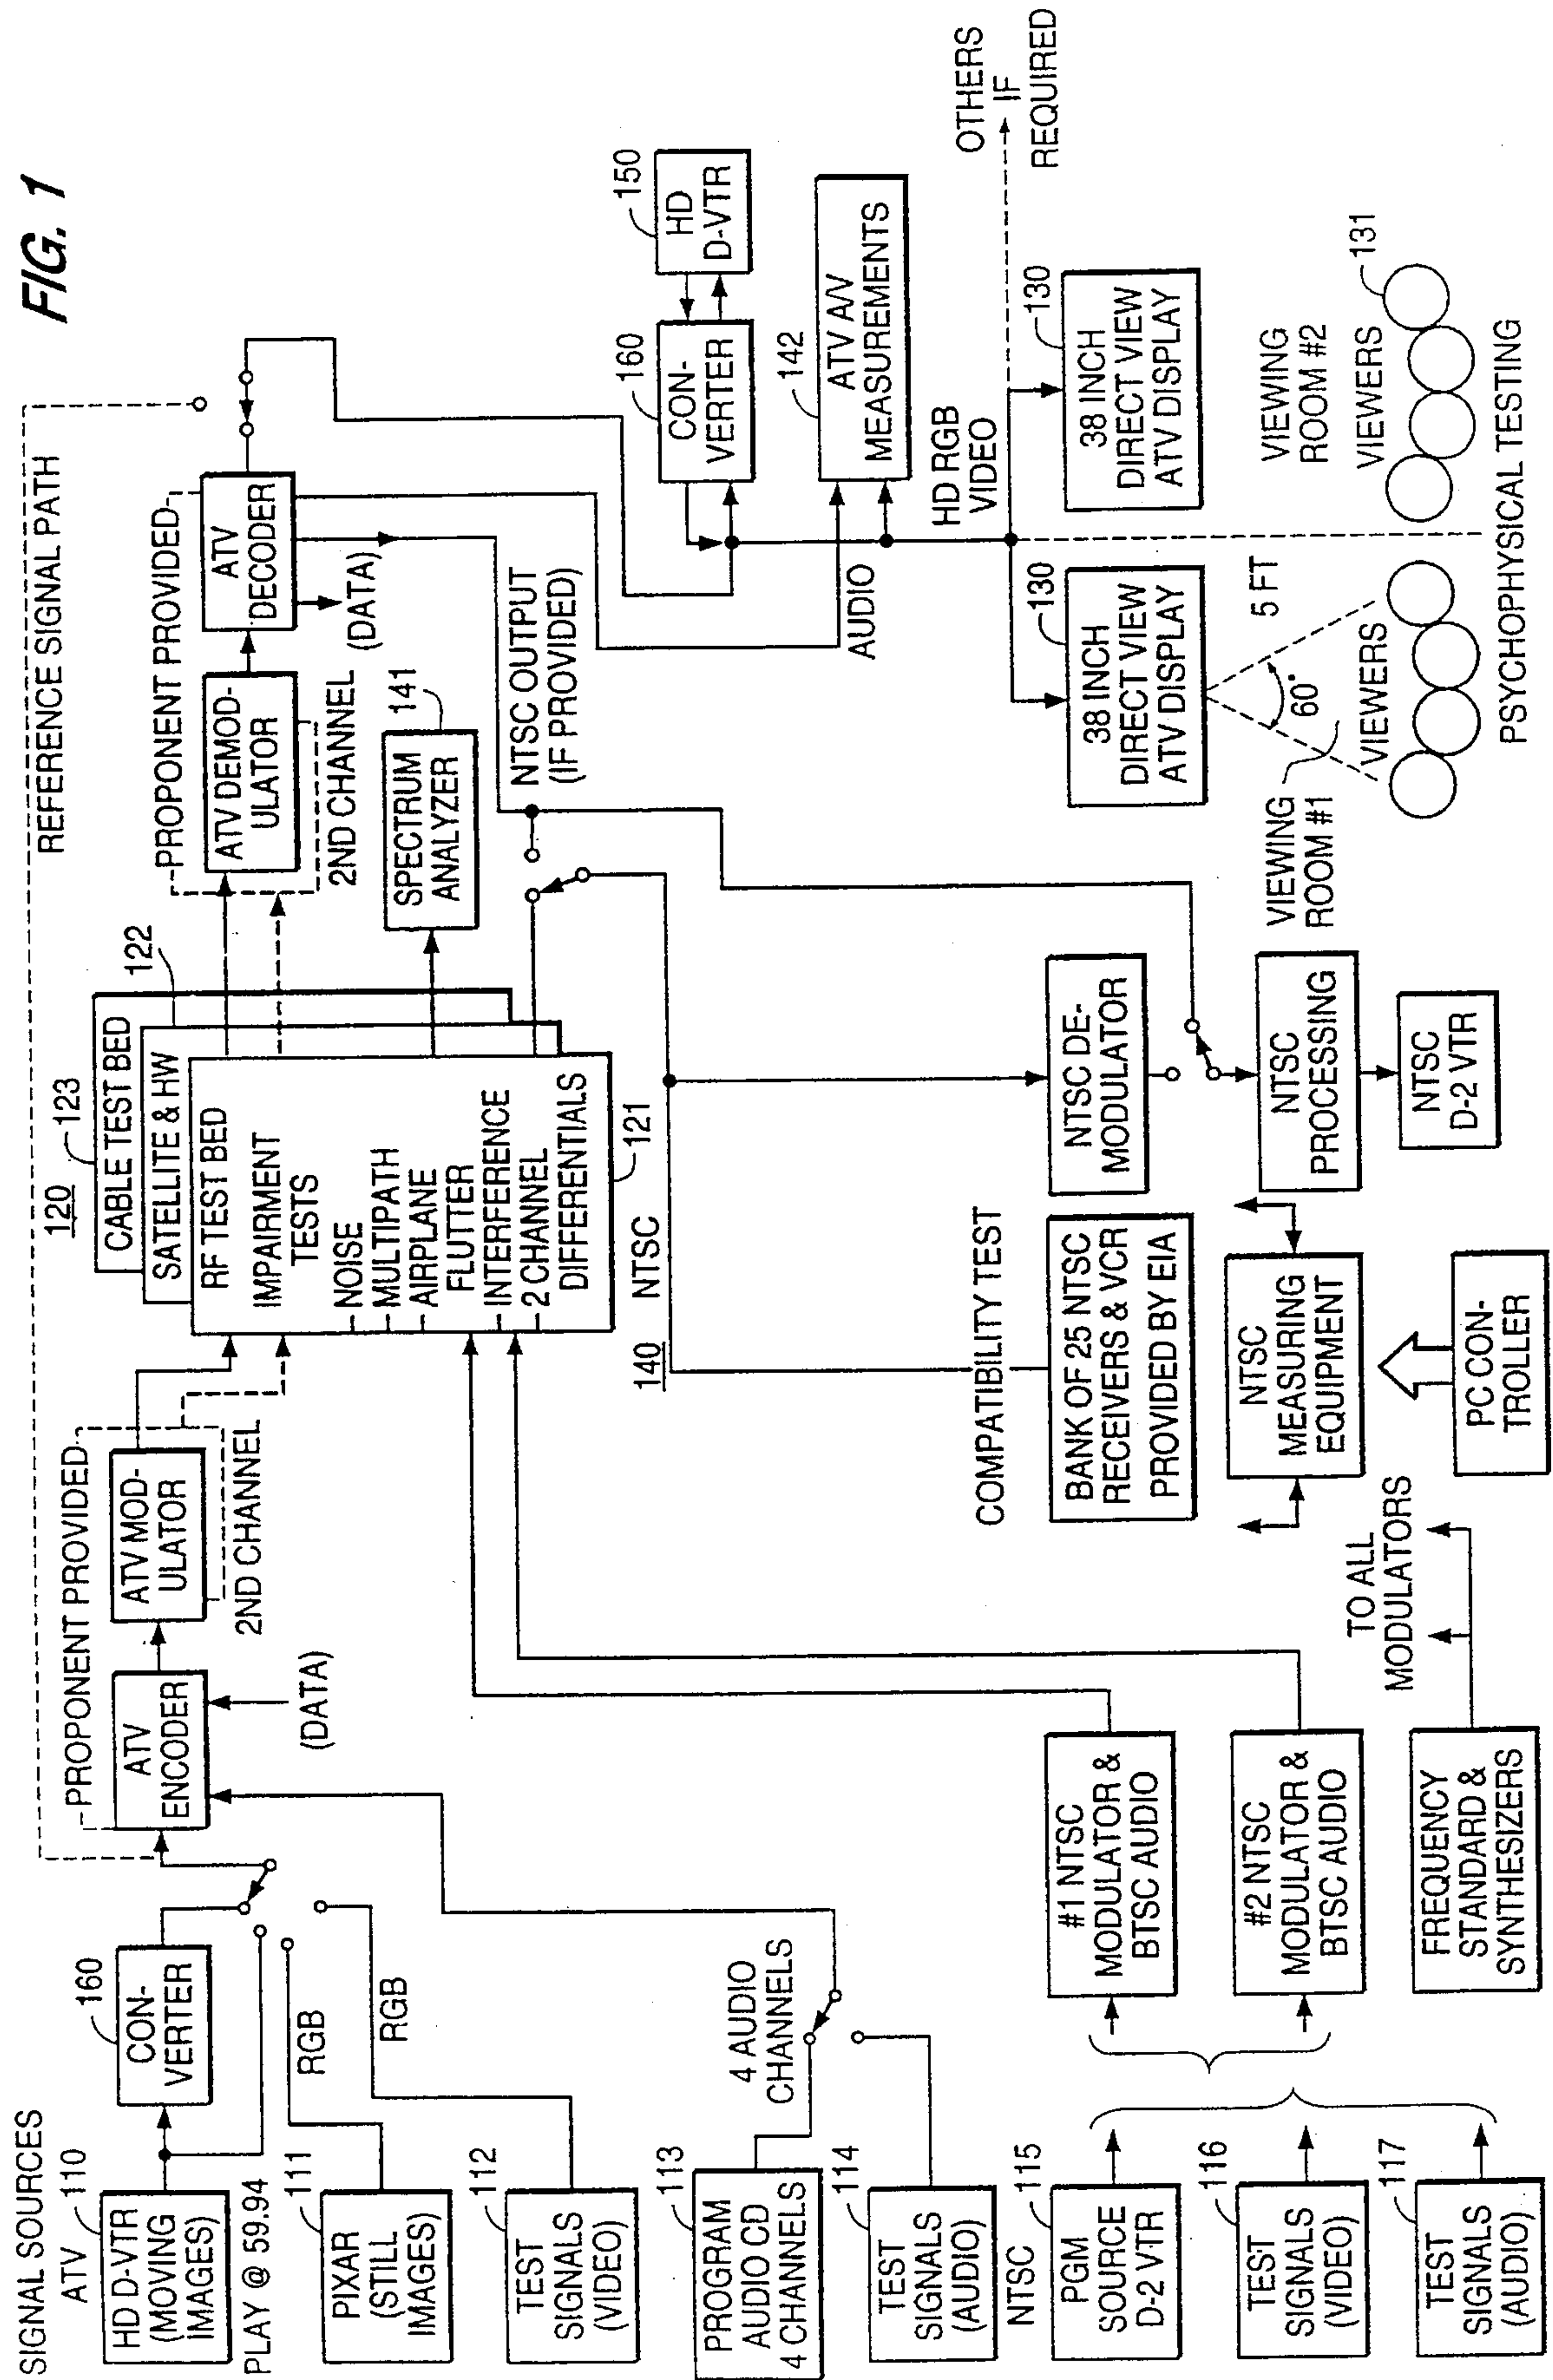 FIG. 1
SIGNAL SOURCES
ATV
110
HD D-VTR
(MOVING
IMAGES)
PLAY @ 59.94
160
CON-
VERTER
111
PIXAR
(STILL
IMAGES)
RGB
112
TEST
SIGNALS
(VIDEO)
RGB
113
PROGRAM
AUDIO CD
4 CHANNELS
4 AUDIO
CHANNELS
114
TEST
SIGNALS
(AUDIO)
NTSC
115
PGM
SOURCE
D-2 VTR
116
TEST
SIGNALS
(VIDEO)
117
TEST
SIGNALS
(AUDIO)
REFERENCE SIGNAL PATH
PROPONENT PROVIDED
ATV
ENCODER
(DATA)
ATV MOD-
ULATOR
2ND CHANNEL
#1 NTSC
MODULATOR &
BTSC AUDIO
#2 NTSC
MODULATOR &
BTSC AUDIO
FREQUENCY
STANDARD &
SYNTHESIZERS
TO ALL
MODULATORS
120
123
CABLE TEST BED
122
SATELLITE & HW
RF TEST BED
IMPAIRMENT
TESTS
NOISE
MULTIPATH
AIRPLANE
FLUTTER
INTERFERENCE
2 CHANNEL
DIFFERENTIALS
121
140
NTSC
COMPATIBILITY TEST
BANK OF 25 NTSC
RECEIVERS & VCR
PROVIDED BY EIA
NTSC
MEASURING
EQUIPMENT
PC CON-
TROLLER
NTSC DE-
MODULATOR
NTSC
PROCESSING
NTSC
D-2 VTR
PROPONENT PROVIDED
ATV DEMOD-
ULATOR
2ND CHANNEL
ATV
DECODER
(DATA)
141
SPECTRUM
ANALYZER
NTSC OUTPUT
(IF PROVIDED)
AUDIO
150
HD
D-VTR
160
CON-
VERTER
142
ATV A/V
MEASUREMENTS
HD RGB
VIDEO
OTHERS
IF
REQUIRED
130
38 INCH
DIRECT VIEW
ATV DISPLAY
130
38 INCH
DIRECT VIEW
ATV DISPLAY
5 FT
60°
VIEWING
ROOM #1
VIEWERS
VIEWING
ROOM #2
VIEWERS
131
PSYCHOPHYSICAL TESTING